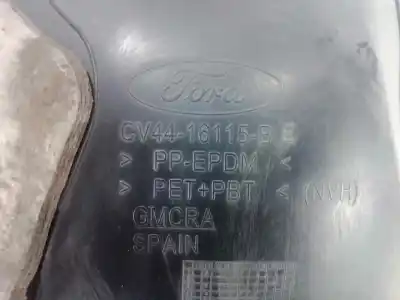 Ford
CV44-16115-B E
> PP-EPDM <
> PET+PBT < (NVH)
GMCRA
SPAIN